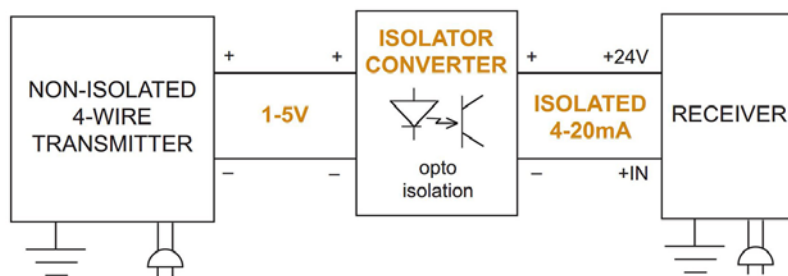 NON-ISOLATED
4-WIRE
TRANSMITTER
+
–
1-5V
+
–
ISOLATOR
CONVERTER
opto
isolation
+
–
ISOLATED
4-20mA
+24V
+IN
RECEIVER